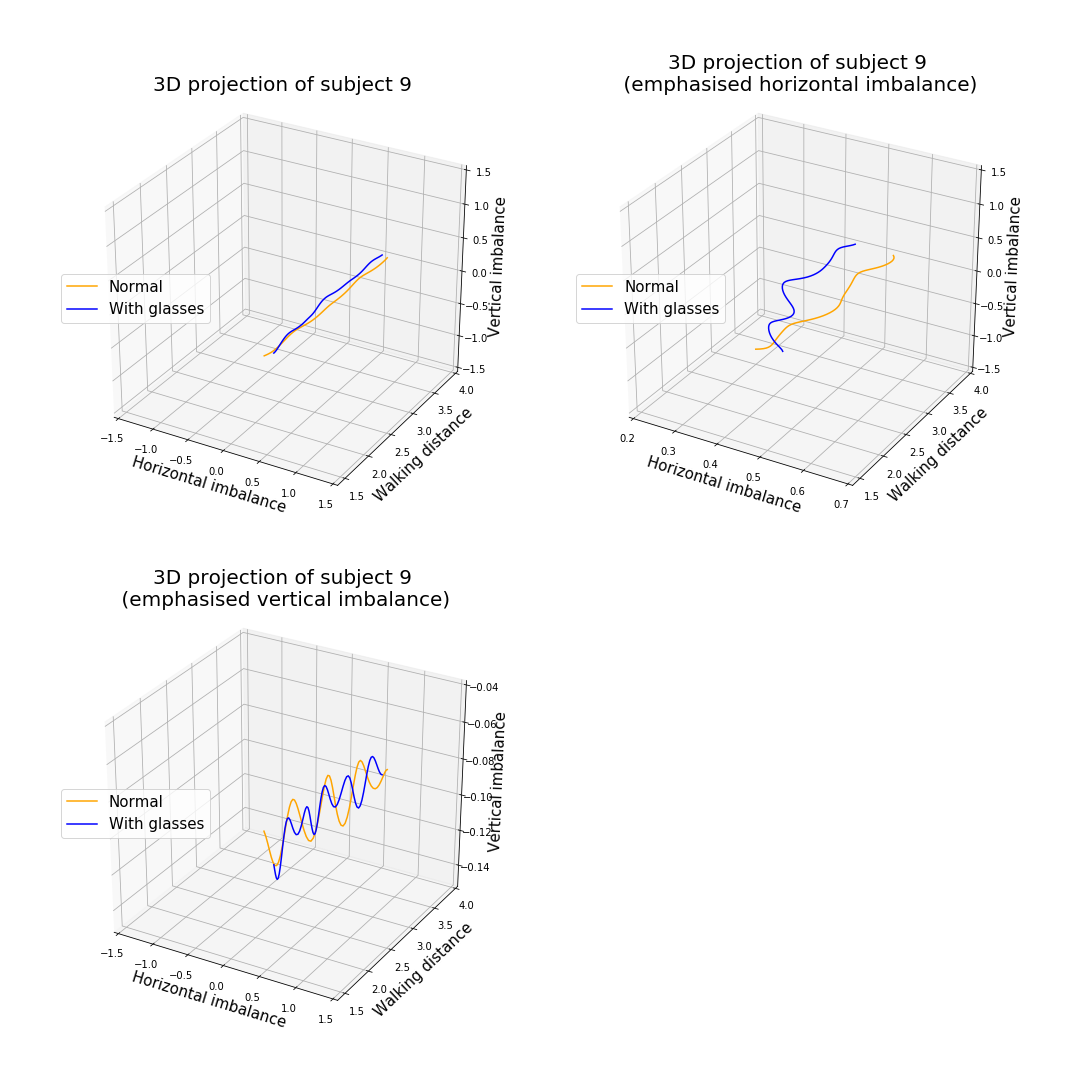 3D projection of subject 9
1.5
1.0
0.5
0.0
−0.5
−1.0
−1.5
Vertical imbalance
Normal
With glasses
4.0
3.5
3.0
2.5
2.0
1.5
Walking distance
−1.5
−1.0
−0.5
0.0
0.5
1.0
1.5
Horizontal imbalance
3D projection of subject 9
(emphasised horizontal imbalance)
1.5
1.0
0.5
0.0
−0.5
−1.0
−1.5
Vertical imbalance
Normal
With glasses
4.0
3.5
3.0
2.5
2.0
1.5
Walking distance
0.2
0.3
0.4
0.5
0.6
0.7
Horizontal imbalance
3D projection of subject 9
(emphasised vertical imbalance)
−0.04
−0.06
−0.08
−0.10
−0.12
−0.14
Vertical imbalance
Normal
With glasses
4.0
3.5
3.0
2.5
2.0
1.5
Walking distance
−1.5
−1.0
−0.5
0.0
0.5
1.0
1.5
Horizontal imbalance